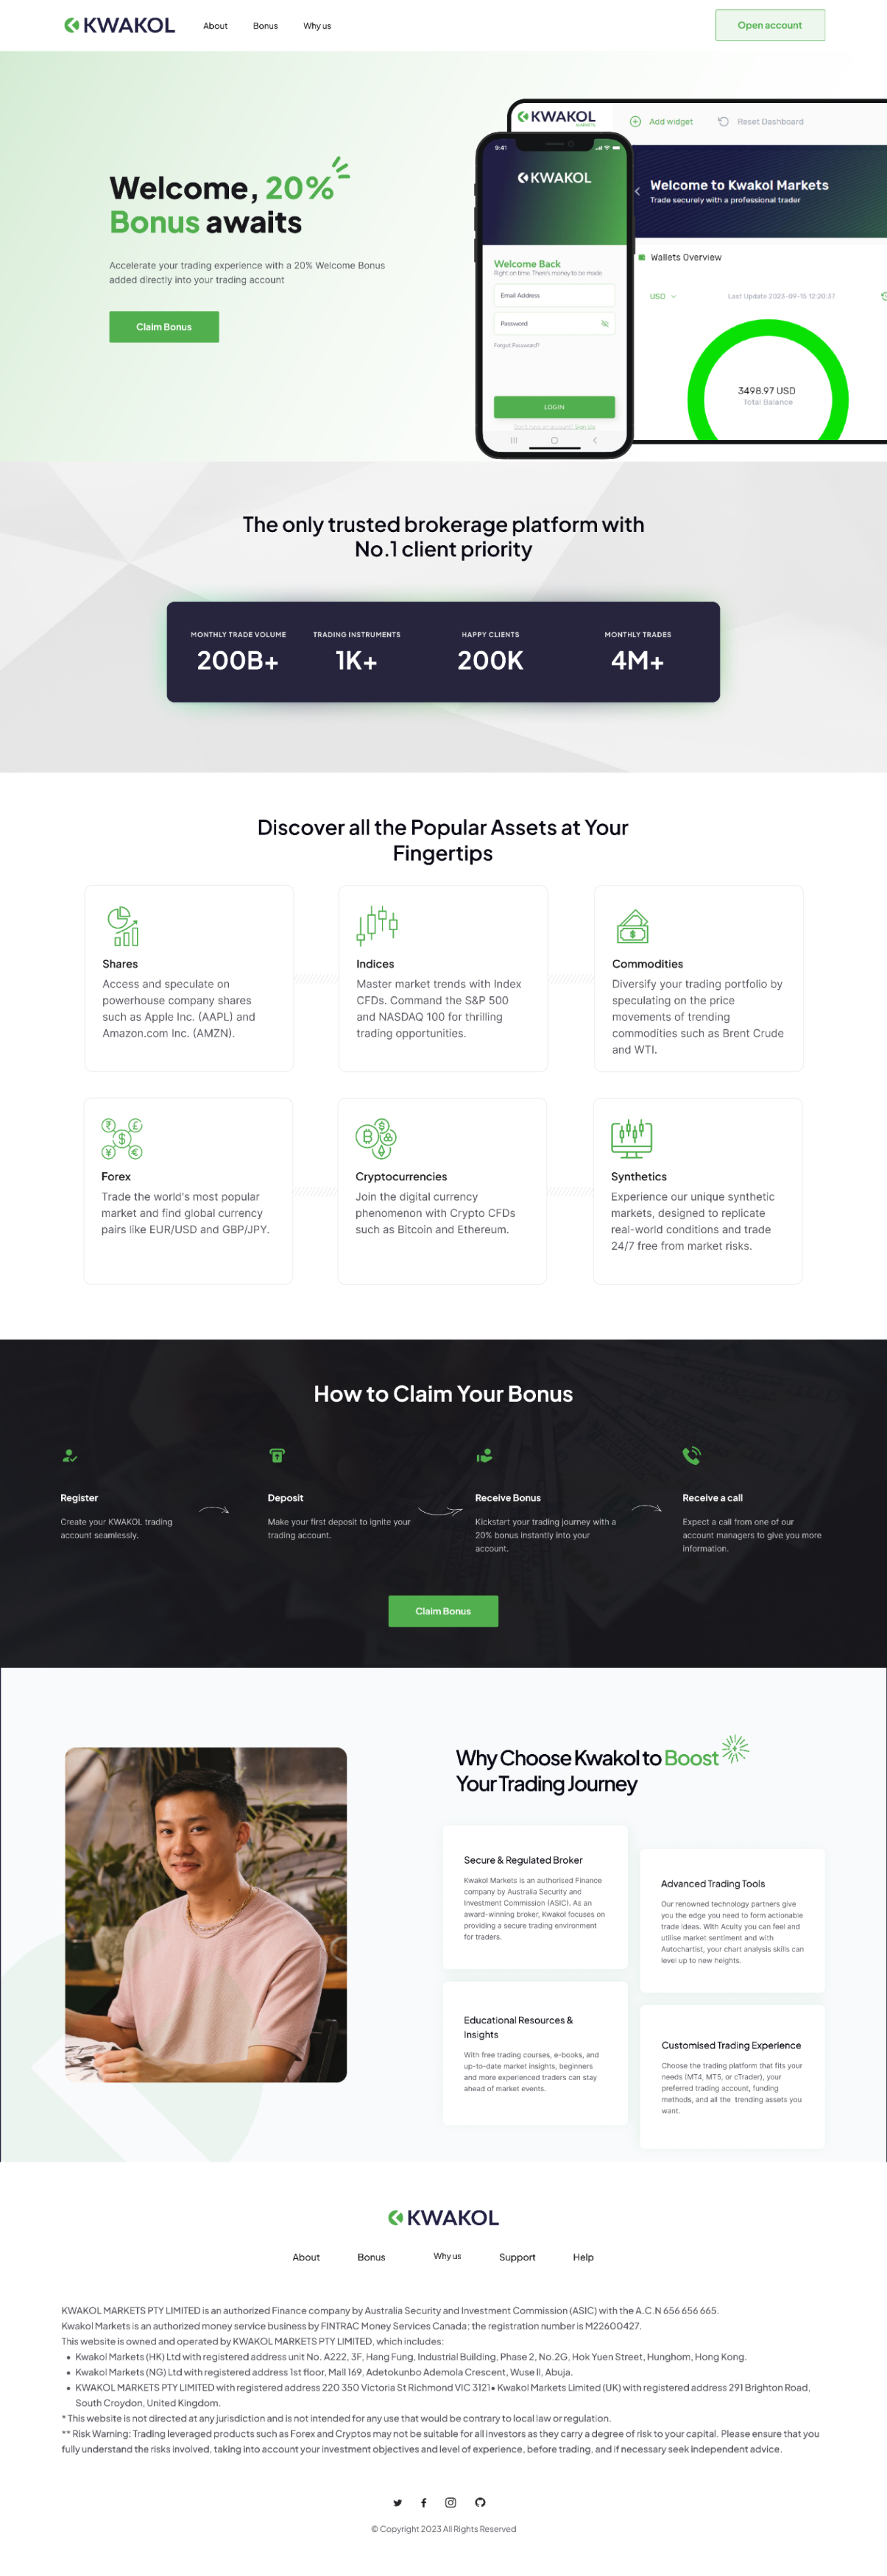 KWAKOL
About
Bonus
Why us
Open account
Welcome, 20%
Bonus awaits
Accelerate your trading experience with a 20% Welcome Bonus
added directly into your trading account
Claim Bonus
KWAKOL
MARKETS
Add widget
Reset Dashboard
Welcome to Kwakol Markets
Trade securely with a professional trader
Wallets Overview
USD
Last Update 2023-09-15 12:20:37
3498.97 USD
Total Balance
9:41
KWAKOL
Welcome Back
Right on time. There's money to be made
Email Address
Password
Forgot Password?
LOGIN
Don't have an account? Sign Up
The only trusted brokerage platform with
No.1 client priority
MONTHLY TRADE VOLUME
200B+
TRADING INSTRUMENTS
1K+
HAPPY CLIENTS
200K
MONTHLY TRADES
4M+
Discover all the Popular Assets at Your
Fingertips
Shares
Access and speculate on
powerhouse company shares
such as Apple Inc. (AAPL) and
Amazon.com Inc. (AMZN).
Indices
Master market trends with Index
CFDs. Command the S&P 500
and NASDAQ 100 for thrilling
trading opportunities.
Commodities
Diversify your trading portfolio by
speculating on the price
movements of trending
commodities such as Brent Crude
and WTI.
Forex
Trade the world's most popular
market and find global currency
pairs like EUR/USD and GBP/JPY.
Cryptocurrencies
Join the digital currency
phenomenon with Crypto CFDs
such as Bitcoin and Ethereum.
Synthetics
Experience our unique synthetic
markets, designed to replicate
real-world conditions and trade
24/7 free from market risks.
How to Claim Your Bonus
Register
Create your KWAKOL trading
account seamlessly.
Deposit
Make your first deposit to ignite your
trading account.
Receive Bonus
Kickstart your trading journey with a
20% bonus instantly into your
account.
Receive a call
Expect a call from one of our
account managers to give you more
information.
Claim Bonus
Why Choose Kwakol to Boost
Your Trading Journey
Secure & Regulated Broker
Kwakol Markets is an authorised Finance
company by Australia Security and
Investment Commission (ASIC). As an
award-winning broker, Kwakol focuses on
providing a secure trading environment
for traders.
Advanced Trading Tools
Our renowned technology partners give
you the edge you need to form actionable
trade ideas. With Acuity you can feel and
utilise market sentiment and with
Autochartist, your chart analysis skills can
level up to new heights.
Educational Resources &
Insights
With free trading courses, e-books, and
up-to-date market insights, beginners
and more experienced traders can stay
ahead of market events.
Customised Trading Experience
Choose the trading platform that fits your
needs (MT4, MT5, or cTrader), your
preferred trading account, funding
methods, and all the trending assets you
want.
KWAKOL
About
Bonus
Why us
Support
Help
KWAKOL MARKETS PTY LIMITED is an authorized Finance company by Australia Security and Investment Commission (ASIC) with the A.C.N 656 656 665.
Kwakol Markets is an authorized money service business by FINTRAC Money Services Canada; the registration number is M22600427.
This website is owned and operated by KWAKOL MARKETS PTY LIMITED, which includes:
• Kwakol Markets (HK) Ltd with registered address unit No. A222, 3F, Hang Fung, Industrial Building, Phase 2, No.2G, Hok Yuen Street, Hunghom, Hong Kong.
• Kwakol Markets (NG) Ltd with registered address 1st floor, Mall 169, Adetokunbo Ademola Crescent, Wuse II, Abuja.
• KWAKOL MARKETS PTY LIMITED with registered address 220 350 Victoria St Richmond VIC 3121• Kwakol Markets Limited (UK) with registered address 291 Brighton Road,
South Croydon, United Kingdom.
* This website is not directed at any jurisdiction and is not intended for any use that would be contrary to local law or regulation.
** Risk Warning: Trading leveraged products such as Forex and Cryptos may not be suitable for all investors as they carry a degree of risk to your capital. Please ensure that you
fully understand the risks involved, taking into account your investment objectives and level of experience, before trading, and if necessary seek independent advice.
© Copyright 2023 All Rights Reserved